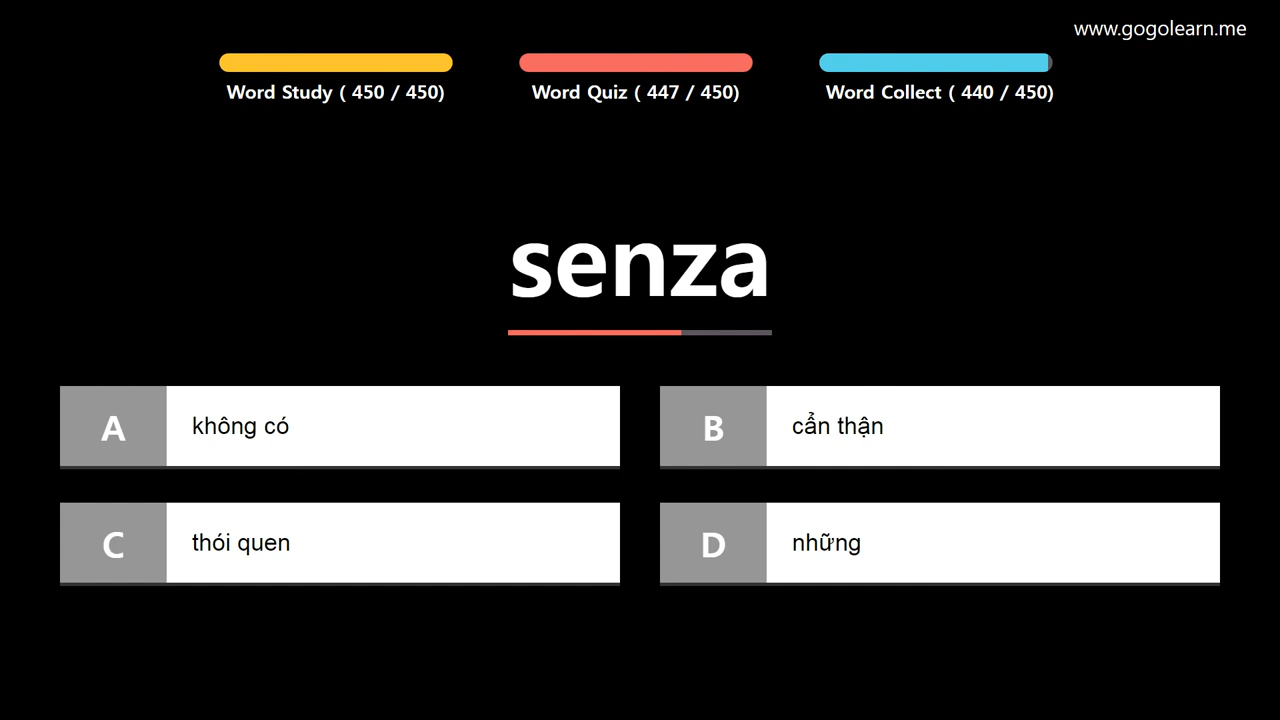 www.gogolearn.me
Word Study ( 450 / 450)
Word Quiz ( 447 / 450)
Word Collect ( 440 / 450)
senza
A
không có
B
cẩn thận
C
thói quen
D
những